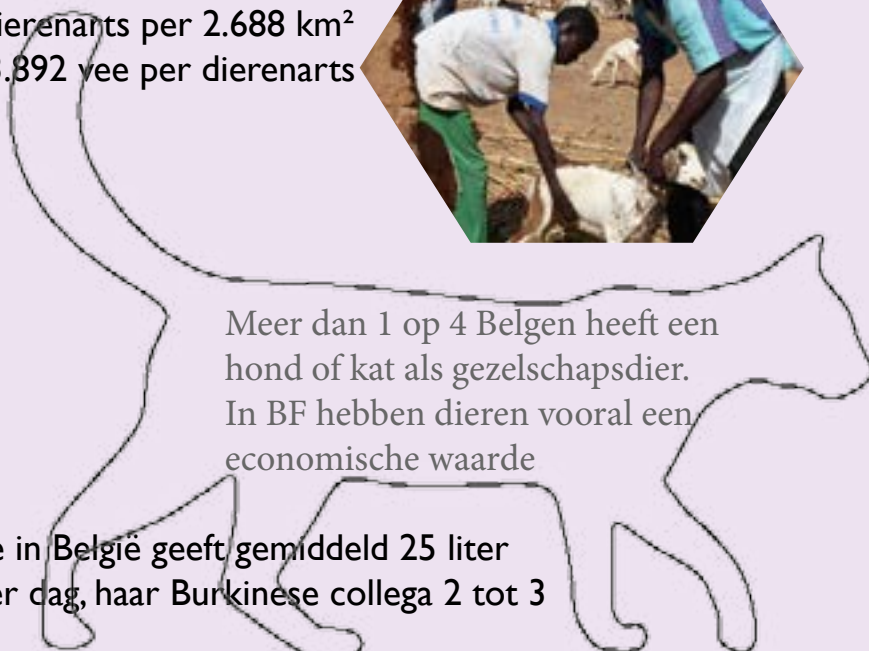 dierenarts per 2.688 km²
.892 vee per dierenarts
Meer dan 1 op 4 Belgen heeft een
hond of kat als gezelschapsdier.
In BF hebben dieren vooral een
economische waarde
in België geeft gemiddeld 25 liter
dag, haar Burkinese collega 2 tot 3